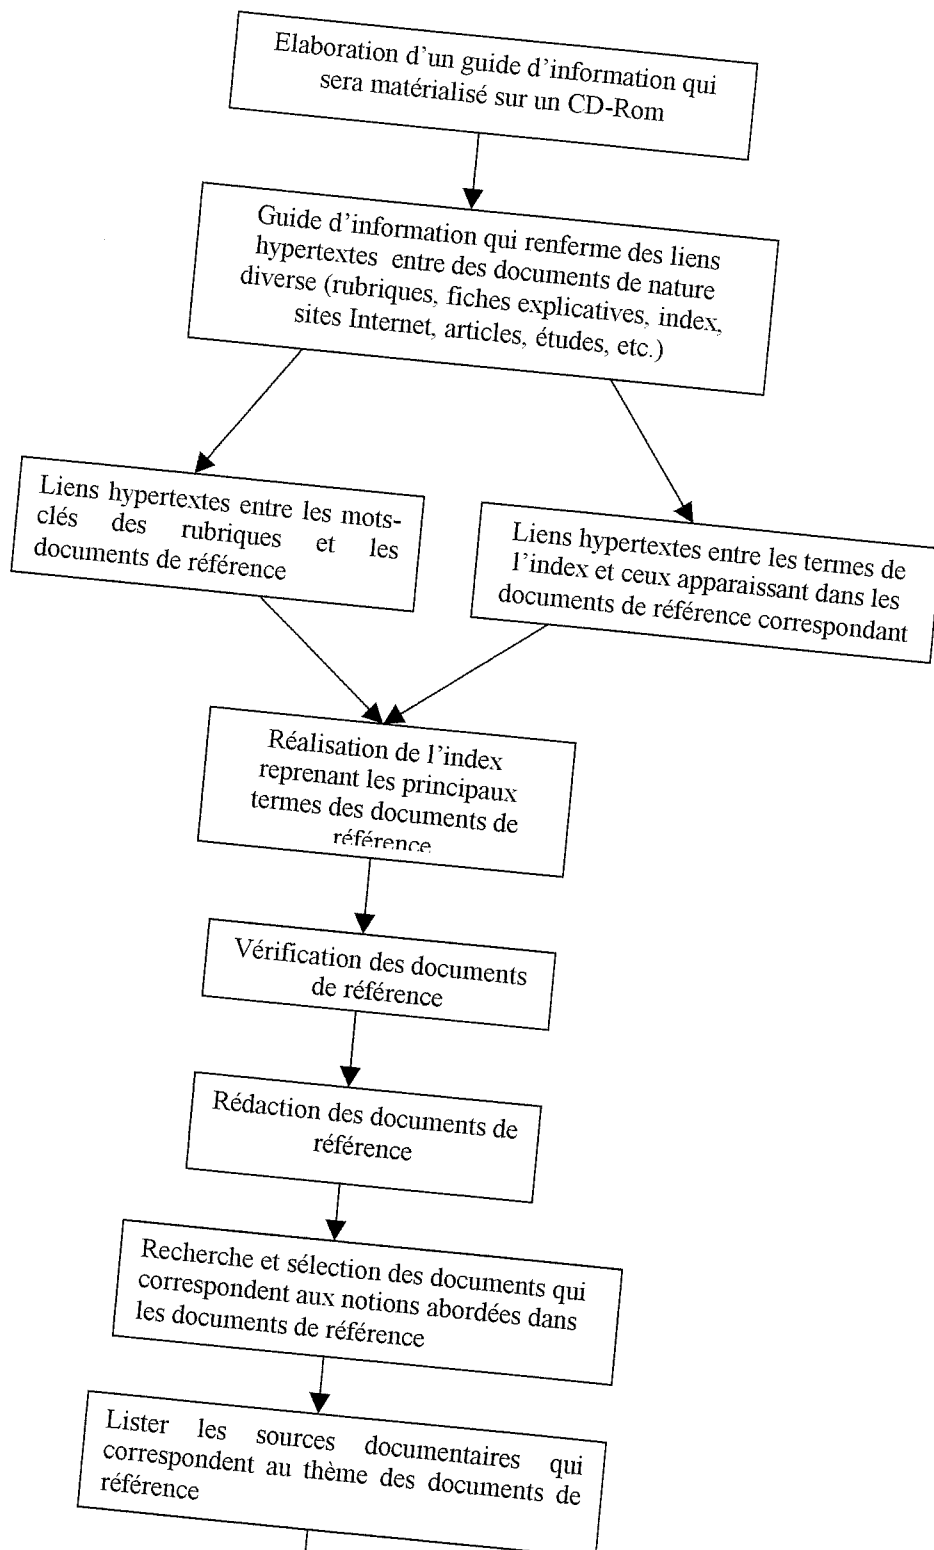 Elaboration d'un guide d'information qui
sera matérialisé sur un CD-Rom
Guide d'information qui renferme des liens
hypertextes entre des documents de nature
diverse (rubriques, fiches explicatives, index,
sites Internet, articles, études, etc.)
Liens hypertextes entre les mots-
clés des rubriques et les
documents de référence
Liens hypertextes entre les termes de
l'index et ceux apparaissant dans les
documents de référence correspondant
Réalisation de l'index
reprenant les principaux
termes des documents de
référence
Vérification des documents
de référence
Rédaction des documents de
référence
Recherche et sélection des documents qui
correspondent aux notions abordées dans
les documents de référence
Lister les sources documentaires qui
correspondent au thème des documents de
référence